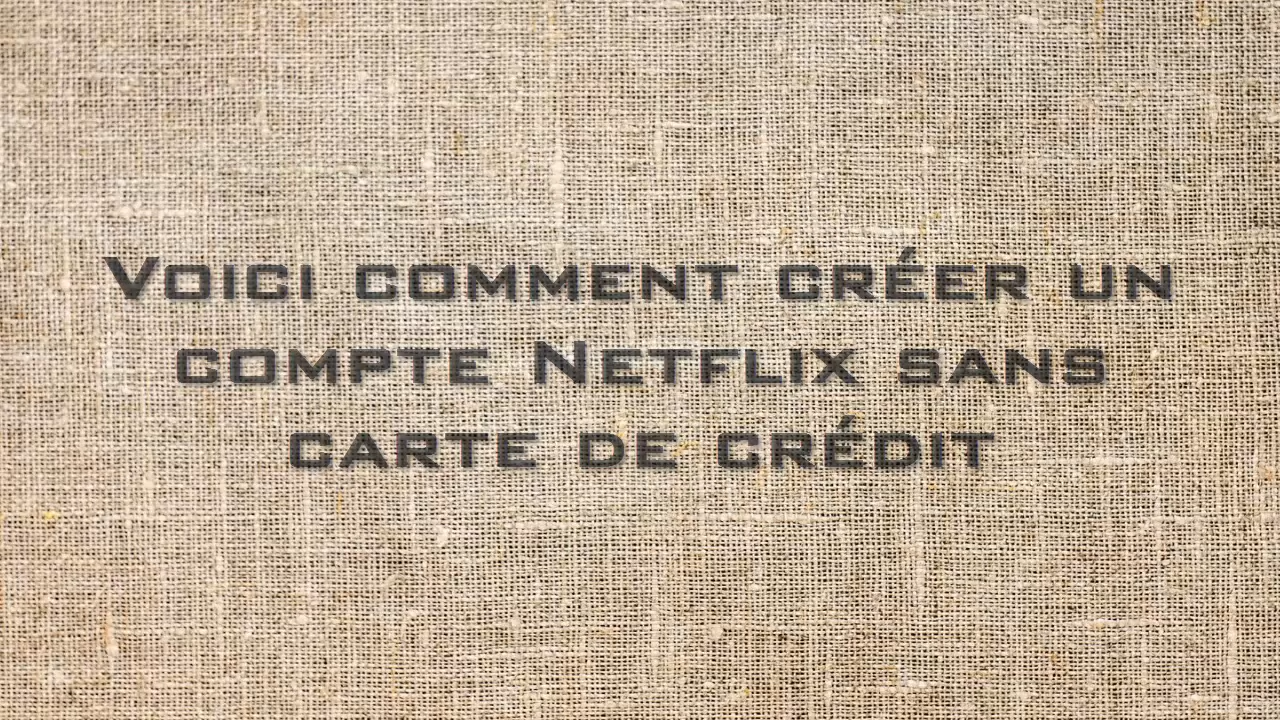 Voici comment créer un
compte Netflix sans
carte de crédit